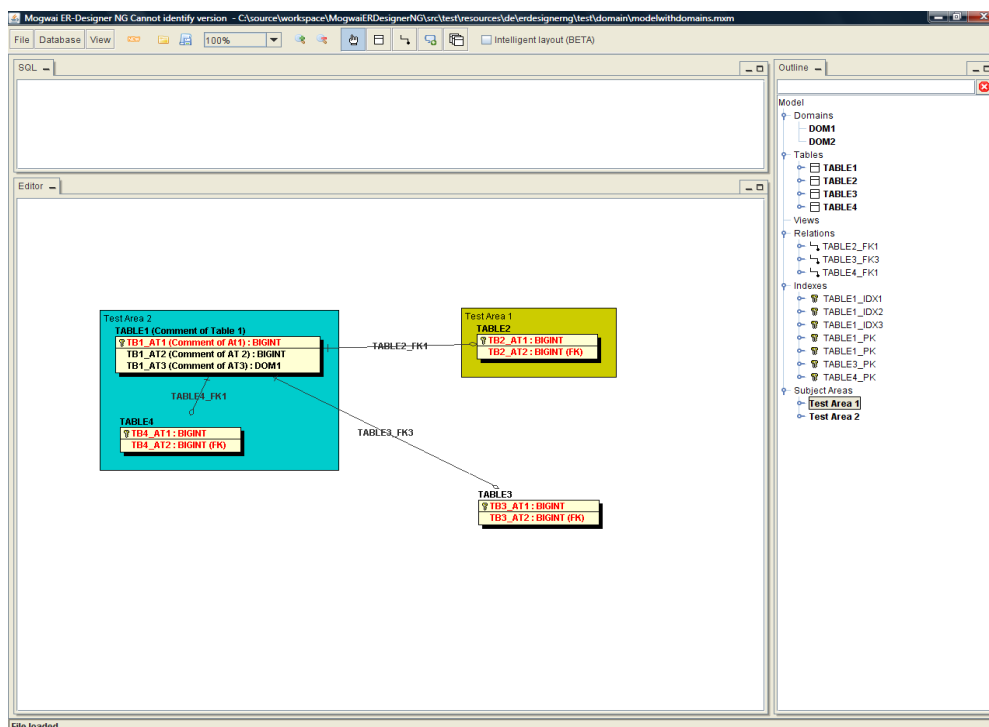 Mogwai ER-Designer NG Cannot identify version - C:\source\workspace\MogwaiERDesignerNG\src\test\resources\de\erdesignerng\test\domain\modelwithdomains.mxm
File Database View 100% Intelligent layout (BETA)
SQL
Editor
Test Area 2
TABLE1 (Comment of Table 1)
TB1_AT1 (Comment of At1) : BIGINT
TB1_AT2 (Comment of AT 2) : BIGINT
TB1_AT3 (Comment of AT3) : DOM1
TABLE2_FK1
Test Area 1
TABLE2
TB2_AT1 : BIGINT
TB2_AT2 : BIGINT (FK)
TABLE4_FK1
TABLE4
TB4_AT1 : BIGINT
TB4_AT2 : BIGINT (FK)
TABLE3_FK3
TABLE3
TB3_AT1 : BIGINT
TB3_AT2 : BIGINT (FK)
Outline
Model
Domains
DOM1
DOM2
Tables
TABLE1
TABLE2
TABLE3
TABLE4
Views
Relations
TABLE2_FK1
TABLE3_FK3
TABLE4_FK1
Indexes
TABLE1_IDX1
TABLE1_IDX2
TABLE1_IDX3
TABLE1_PK
TABLE1_PK
TABLE3_PK
TABLE4_PK
Subject Areas
Test Area 1
Test Area 2
File loaded